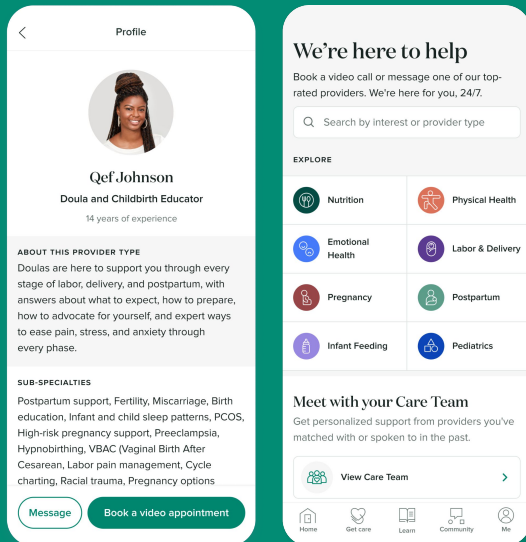 Profile
Qef Johnson
Doula and Childbirth Educator
14 years of experience
ABOUT THIS PROVIDER TYPE
Doulas are here to support you through every
stage of labor, delivery, and postpartum, with
answers about what to expect, how to prepare,
how to advocate for yourself, and expert ways
to ease pain, stress, and anxiety through
every phase.
SUB-SPECIALTIES
Postpartum support, Fertility, Miscarriage, Birth
education, Infant and child sleep patterns, PCOS,
High-risk pregnancy support, Preeclampsia,
Hypnobirthing, VBAC (Vaginal Birth After
Cesarean, Labor pain management, Cycle
charting, Racial trauma, Pregnancy options
Message
Book a video appointment
We're here to help
Book a video call or message one of our top-
rated providers. We're here for you, 24/7.
Search by interest or provider type
EXPLORE
Nutrition
Physical Health
Emotional
Health
Labor & Delivery
Pregnancy
Postpartum
Infant Feeding
Pediatrics
Meet with your Care Team
Get personalized support from providers you've
matched with or spoken to in the past.
View Care Team
Home
Get care
Learn
Community
Me